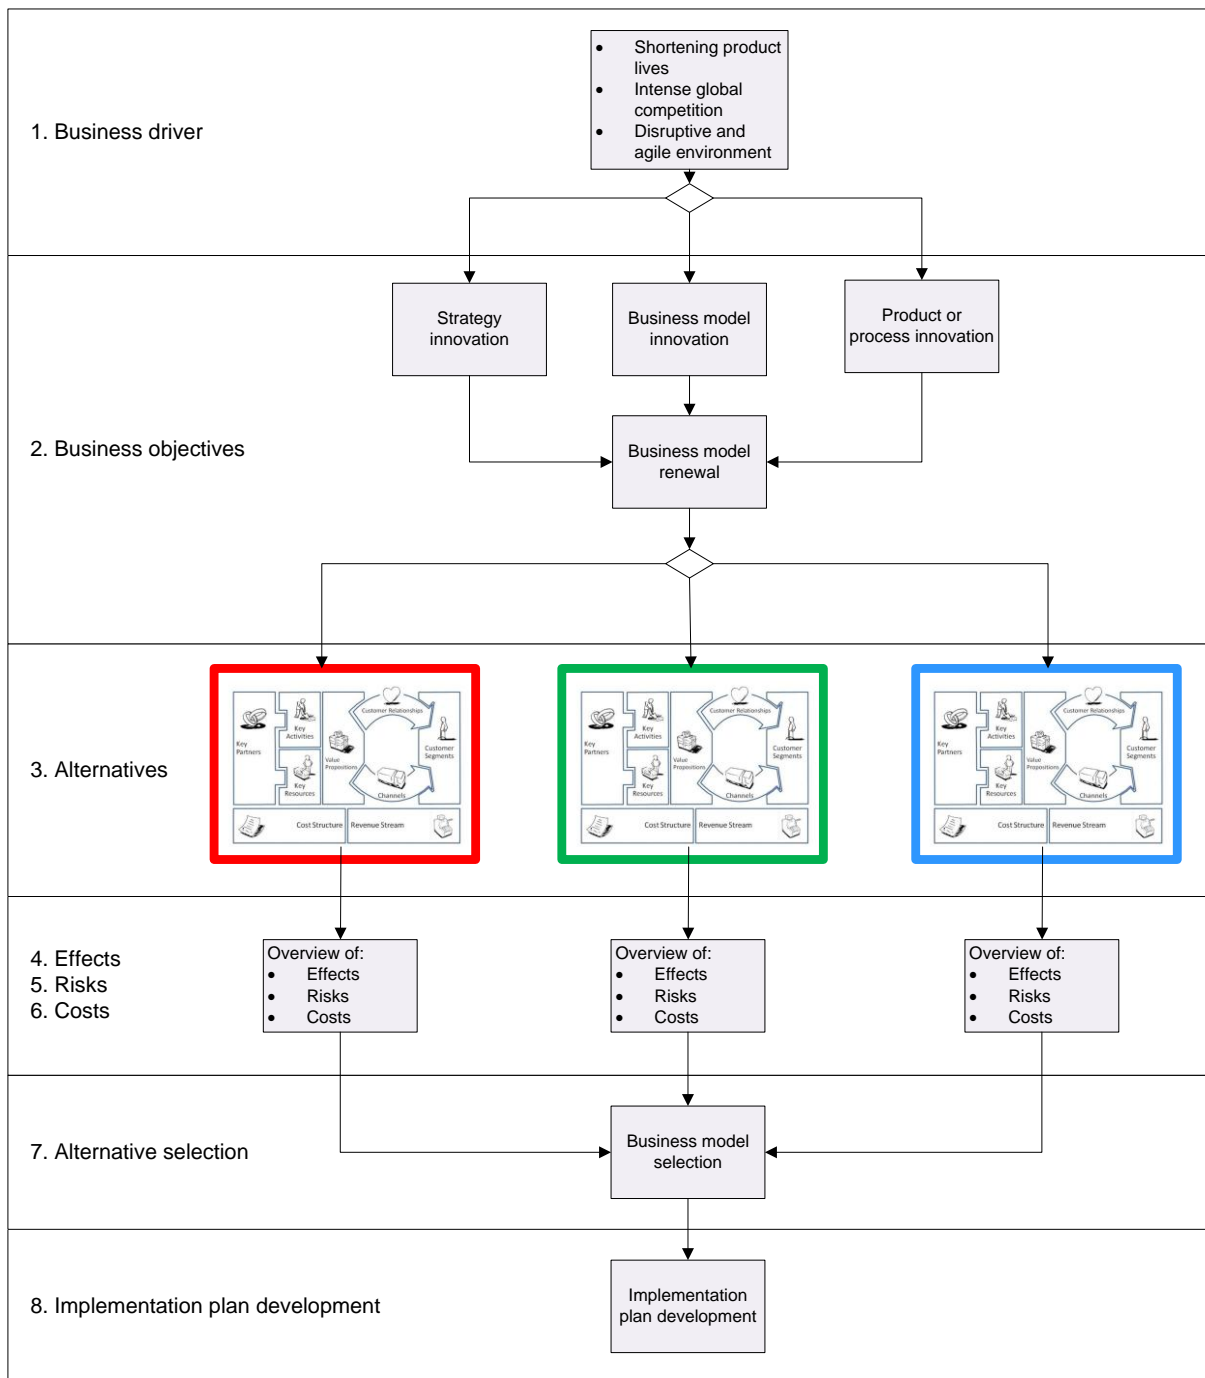 • Shortening product
lives
• Intense global
competition
• Disruptive and
agile environment
1. Business driver
Strategy
innovation
Business model
innovation
Product or
process innovation
2. Business objectives
Business model
renewal
3. Alternatives
Customer Relationships
Key
Activities
Key
Partners
Customer
Segments
Value
Propositions
Key
Resources
Channels
Cost Structure
Revenue Stream
Customer Relationships
Key
Activities
Key
Partners
Customer
Segments
Value
Propositions
Key
Resources
Channels
Cost Structure
Revenue Stream
Customer Relationships
Key
Activities
Key
Partners
Customer
Segments
Value
Propositions
Key
Resources
Channels
Cost Structure
Revenue Stream
4. Effects
5. Risks
6. Costs
Overview of:
• Effects
• Risks
• Costs
Overview of:
• Effects
• Risks
• Costs
Overview of:
• Effects
• Risks
• Costs
7. Alternative selection
Business model
selection
8. Implementation plan development
Implementation
plan development